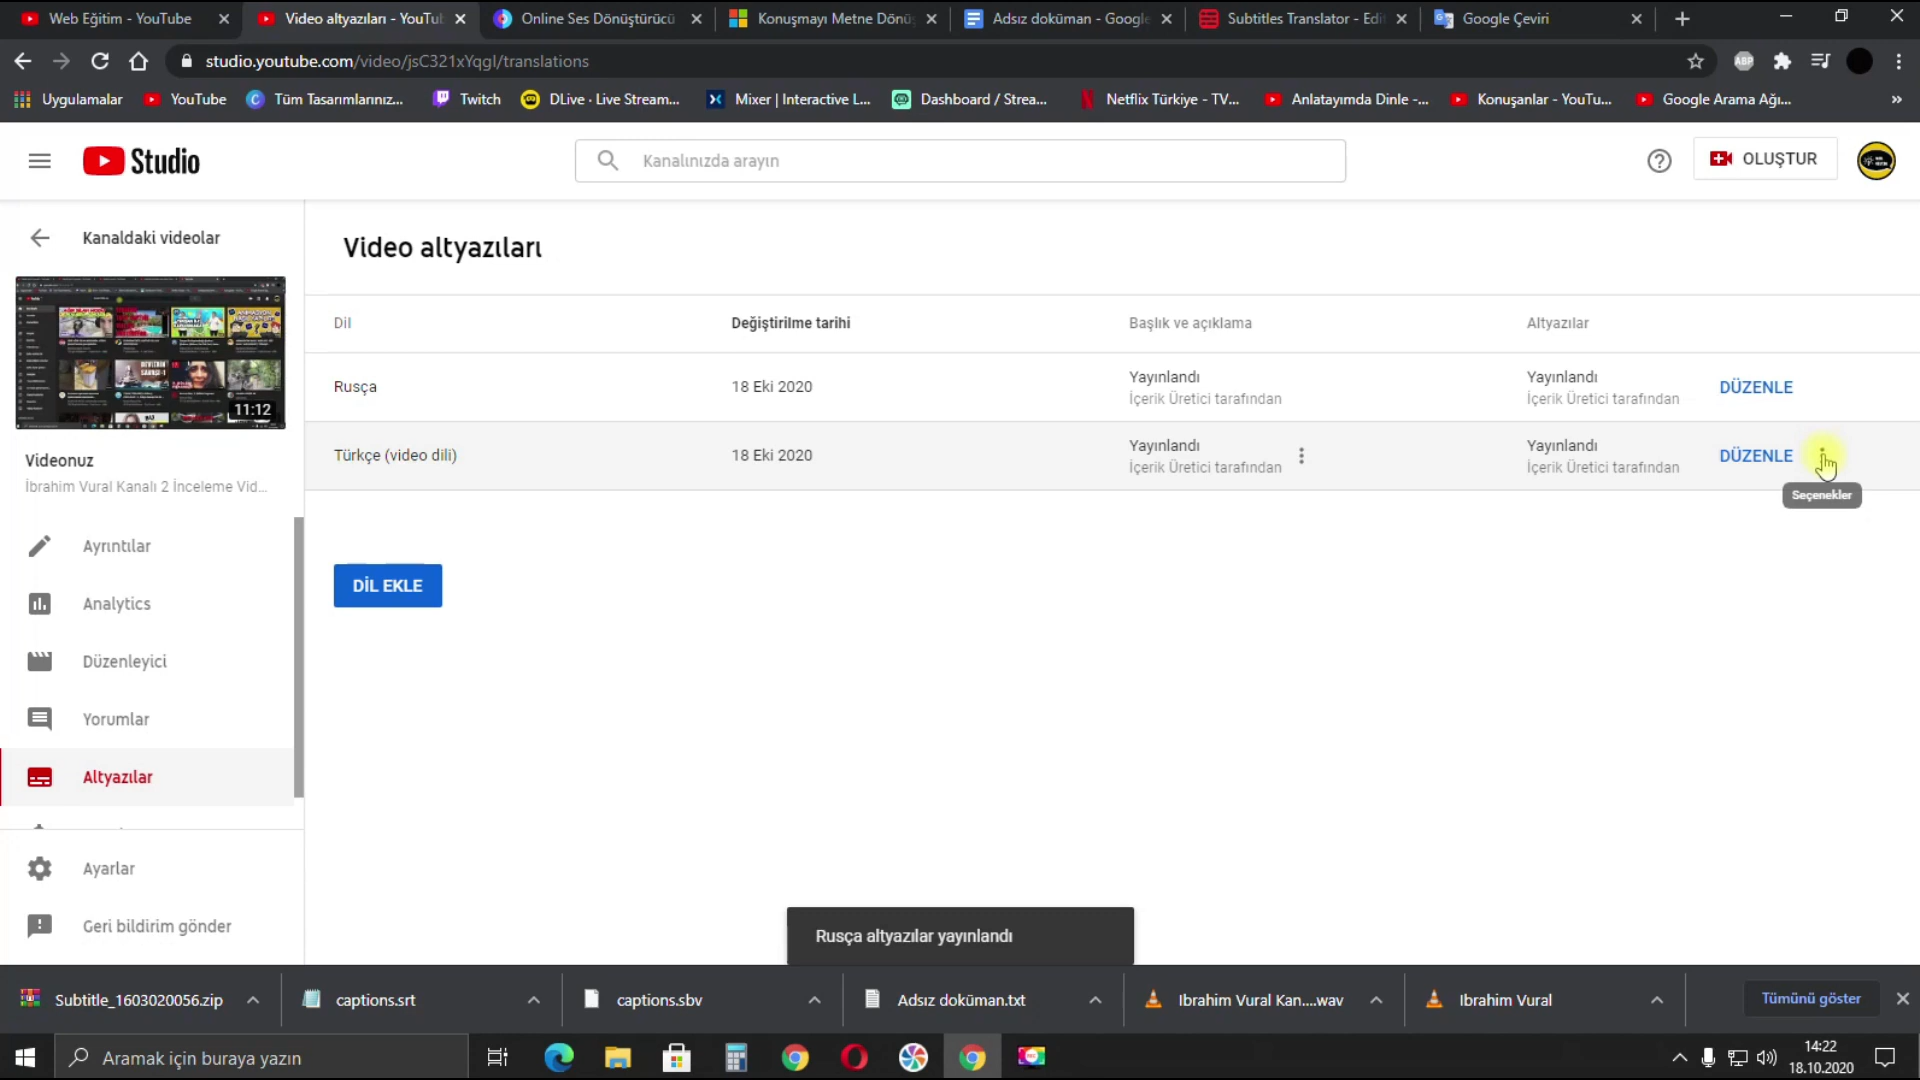 Web Eğitim - YouTube
Video altyazıları - YouTu
Online Ses Dönüştürücü
Konuşmayı Metne Dönü
Adsız doküman - Google
Subtitles Translator - Edi
Google Çeviri
studio.youtube.com/video/jsC321xYqgI/translations
ABP
Uygulamalar
YouTube
Tüm Tasarımlarınız...
Twitch
DLive · Live Stream...
Mixer | Interactive L...
Dashboard / Strea...
Netflix Türkiye - TV...
Anlatayımda Dinle -...
Konuşanlar - YouTu...
Google Arama Ağı...
Studio
Kanalınızda arayın
OLUŞTUR
Kanaldaki videolar
11:12
Videonuz
İbrahim Vural Kanalı 2 İnceleme Vid...
Ayrıntılar
Analytics
Düzenleyici
Yorumlar
Altyazılar
Ayarlar
Geri bildirim gönder
Video altyazıları
Dil
Değiştirilme tarihi
Başlık ve açıklama
Altyazılar
Rusça
18 Eki 2020
Yayınlandı
İçerik Üretici tarafından
Yayınlandı
İçerik Üretici tarafından
DÜZENLE
Türkçe (video dili)
18 Eki 2020
Yayınlandı
İçerik Üretici tarafından
Yayınlandı
İçerik Üretici tarafından
DÜZENLE
Seçenekler
DİL EKLE
Rusça altyazılar yayınlandı
Subtitle_1603020056.zip
captions.srt
captions.sbv
Adsız doküman.txt
Ibrahim Vural Kan....wav
Ibrahim Vural
Tümünü göster
Aramak için buraya yazın
14:22
18.10.2020